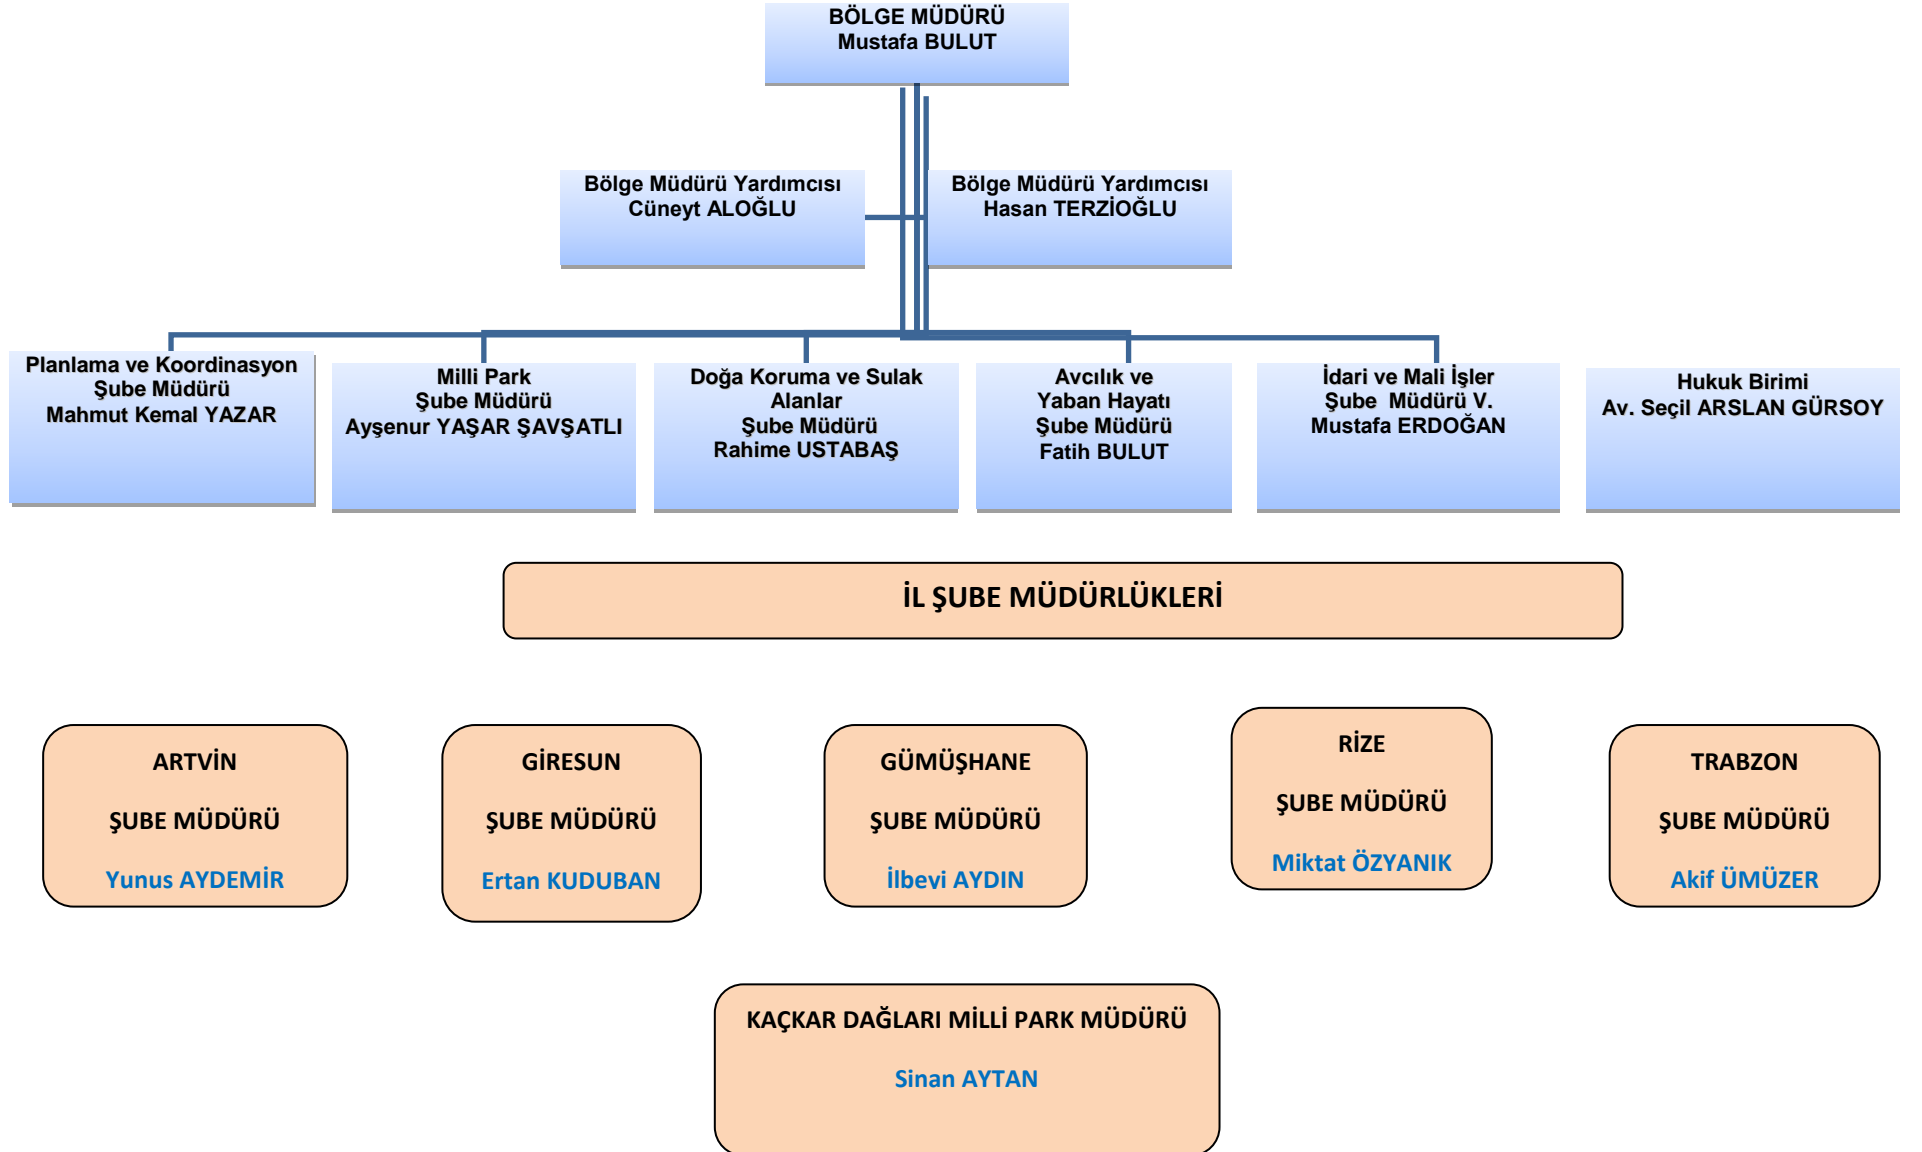 BÖLGE MÜDÜRÜ
Mustafa BULUT
Bölge Müdürü Yardımcısı
Cüneyt ALOĞLU
Bölge Müdürü Yardımcısı
Hasan TERZİOĞLU
Planlama ve Koordinasyon
Şube Müdürü
Mahmut Kemal YAZAR
Milli Park
Şube Müdürü
Ayşenur YAŞAR ŞAVŞATLI
Doğa Koruma ve Sulak
Alanlar
Şube Müdürü
Rahime USTABAŞ
Avcılık ve
Yaban Hayatı
Şube Müdürü
Fatih BULUT
İdari ve Mali İşler
Şube Müdürü V.
Mustafa ERDOĞAN
Hukuk Birimi
Av. Seçil ARSLAN GÜRSOY
İL ŞUBE MÜDÜRLÜKLERİ
ARTVİN
ŞUBE MÜDÜRÜ
Yunus AYDEMİR
GİRESUN
ŞUBE MÜDÜRÜ
Ertan KUDUBAN
GÜMÜŞHANE
ŞUBE MÜDÜRÜ
İlbevi AYDIN
RİZE
ŞUBE MÜDÜRÜ
Miktat ÖZYANIK
TRABZON
ŞUBE MÜDÜRÜ
Akif ÜMÜZER
KAÇKAR DAĞLARI MİLLİ PARK MÜDÜRÜ
Sinan AYTAN